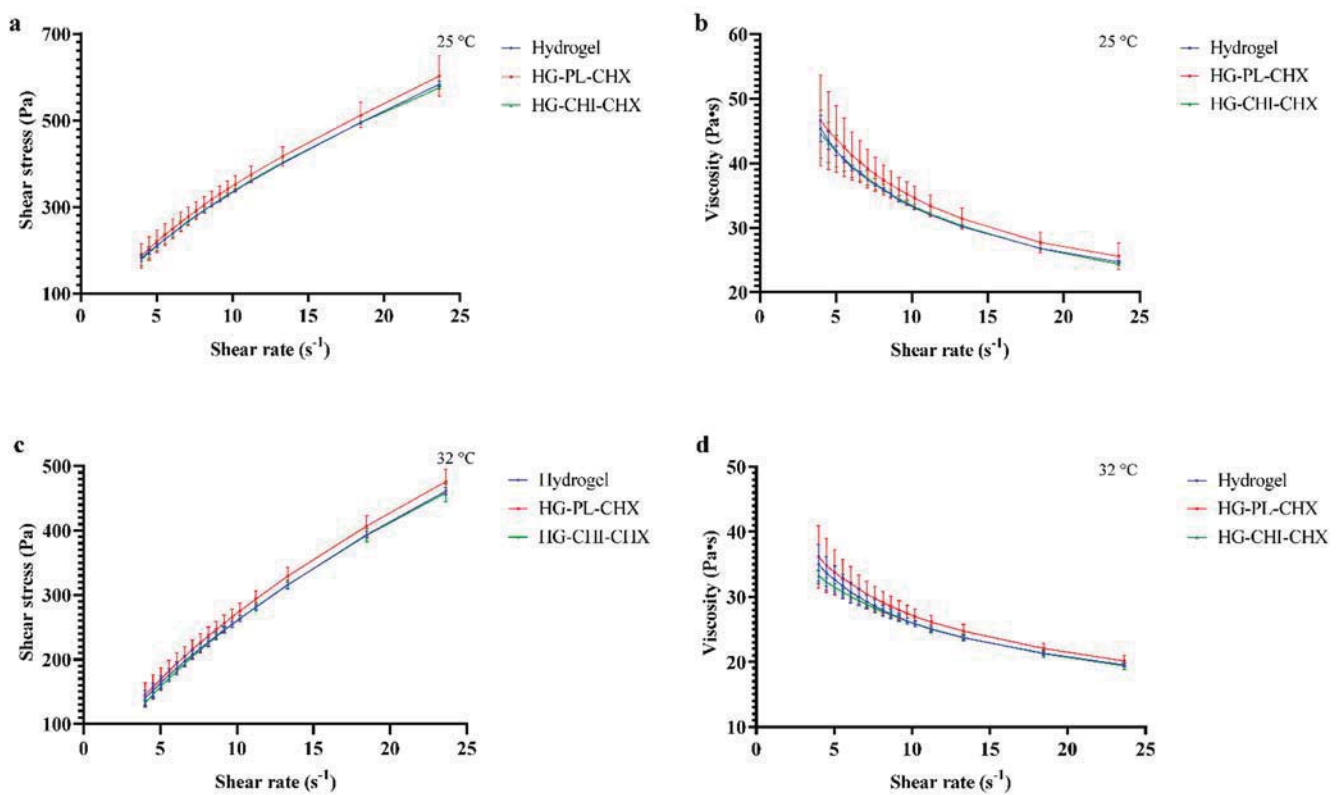 a
25 °C
Shear stress (Pa)
700
500
300
100
0
5
10
15
20
25
Shear rate (s⁻¹)
Hydrogel
HG-PL-CHX
HG-CHI-CHX
b
25 °C
Viscosity (Pa•s)
60
50
40
30
20
0
5
10
15
20
25
Shear rate (s⁻¹)
Hydrogel
HG-PL-CHX
HG-CHI-CHX
c
32 °C
Shear stress (Pa)
500
400
300
200
100
0
5
10
15
20
25
Shear rate (s⁻¹)
Hydrogel
HG-PL-CHX
HG-CHI-CHX
d
32 °C
Viscosity (Pa•s)
50
40
30
20
10
0
5
10
15
20
25
Shear rate (s⁻¹)
Hydrogel
HG-PL-CHX
HG-CHI-CHX